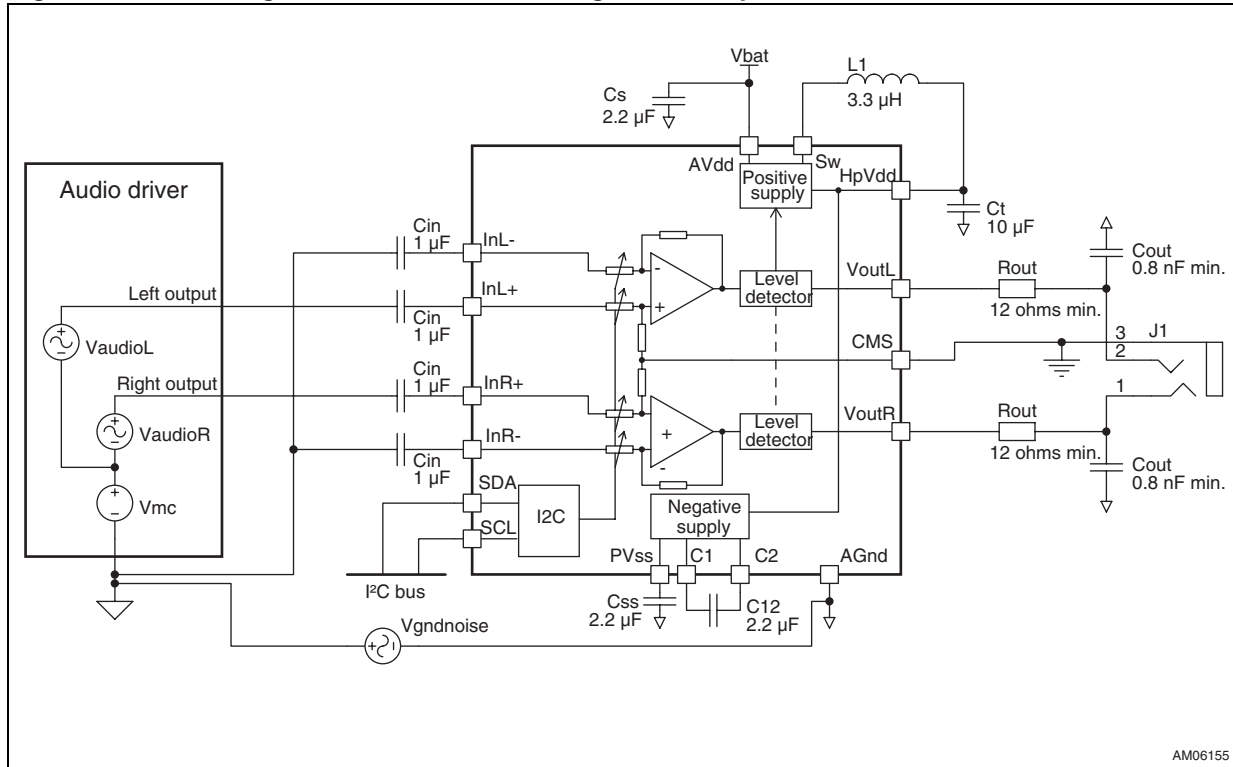 Vbat
L1
3.3 µH
Cs
2.2 µF
AVdd
Sw
Positive supply
HpVdd
Ct
10 µF
Audio driver
Cin
1 µF
InL-
-
Left output
Cin
1 µF
InL+
+
Level detector
VoutL
Rout
12 ohms min.
Cout
0.8 nF min.
VaudioL
+
-
CMS
3
2
J1
Right output
Cin
1 µF
InR+
VaudioR
+
-
InR-
Cin
1 µF
+
-
Level detector
VoutR
1
Rout
12 ohms min.
Cout
0.8 nF min.
Vmc
+
-
SDA
SCL
I2C
I²C bus
Negative supply
PVss
C1
C2
AGnd
Css
2.2 µF
C12
2.2 µF
Vgndnoise
+
-
AM06155